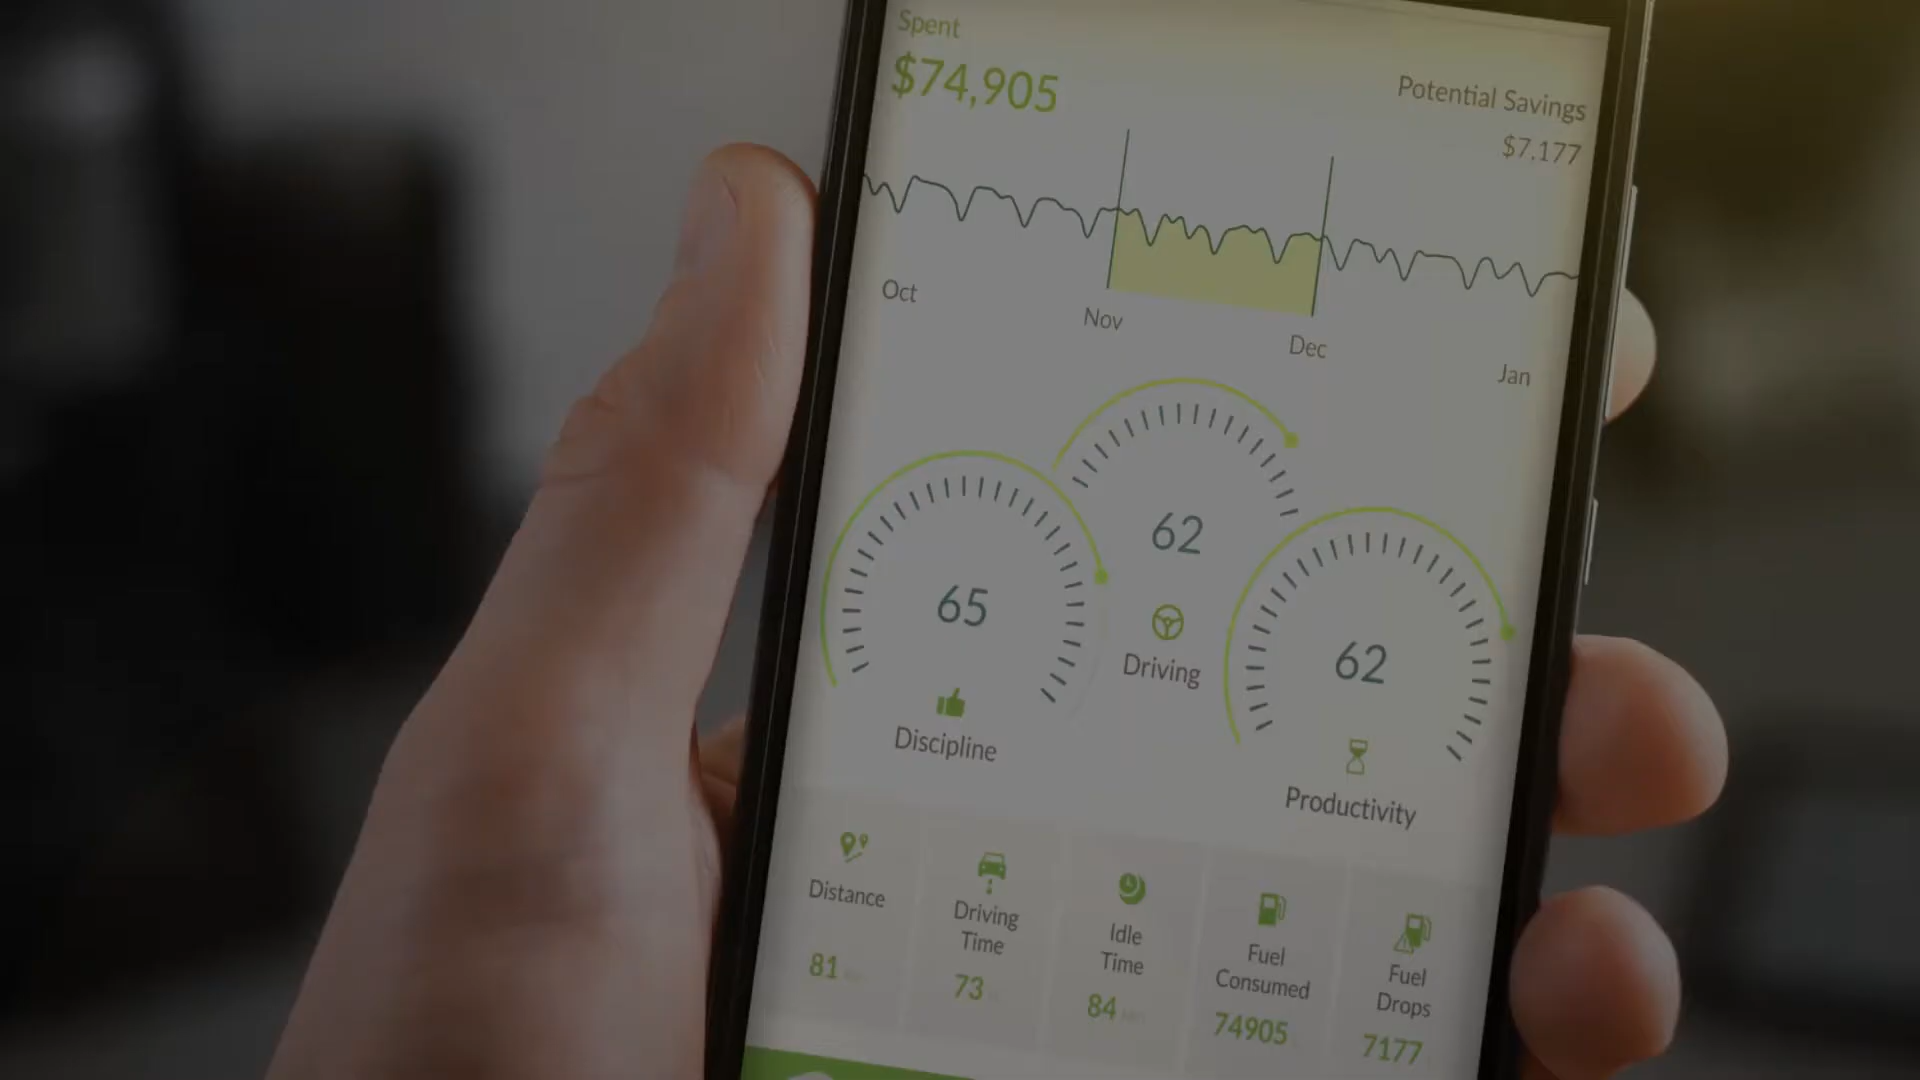 Spent
$74,905
Potential Savings
$7,177
Oct
Nov
Dec
Jan
62
Driving
65
Discipline
62
Productivity
Distance
81
Driving
Time
73
Idle
Time
84
Fuel
Consumed
74905
Fuel
Drops
7177